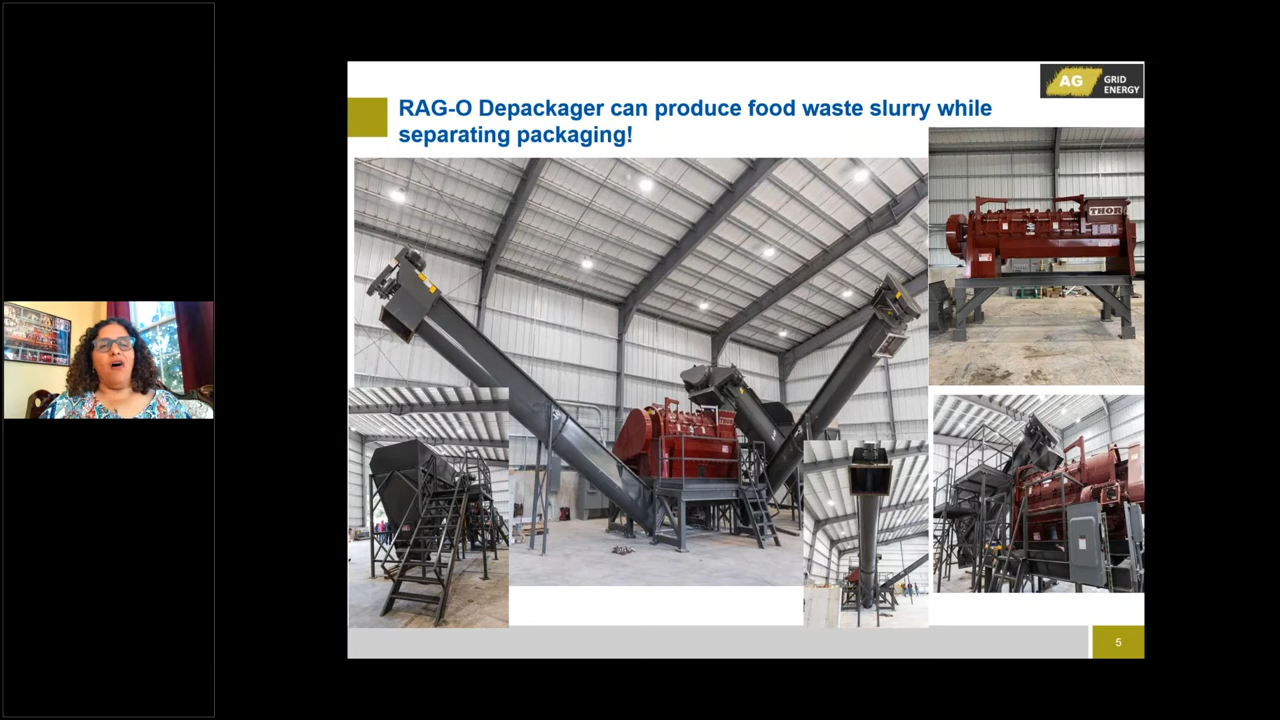 AG
GRID
ENERGY
RAG-O Depackager can produce food waste slurry while
separating packaging!
THOR
5